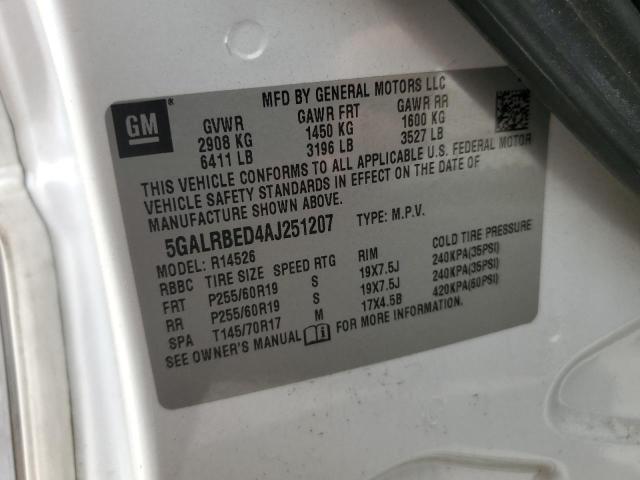 MFD BY GENERAL MOTORS LLC
GM ®
GVWR GAWR FRT GAWR RR
2908 KG 1450 KG 1600 KG
6411 LB 3196 LB 3527 LB
THIS VEHICLE CONFORMS TO ALL APPLICABLE U.S. FEDERAL MOTOR
VEHICLE SAFETY STANDARDS IN EFFECT ON THE DATE OF
MANUFACTURE SHOWN ABOVE.
5GALRBED4AJ251207 TYPE: M.P.V.
MODEL: R14526
RBBC TIRE SIZE SPEED RTG RIM COLD TIRE PRESSURE
FRT P255/60R19 S 19X7.5J 240KPA(35PSI)
RR P255/60R19 S 19X7.5J 240KPA(35PSI)
SPA T145/70R17 M 17X4.5B 420KPA(60PSI)
SEE OWNER'S MANUAL FOR MORE INFORMATION.